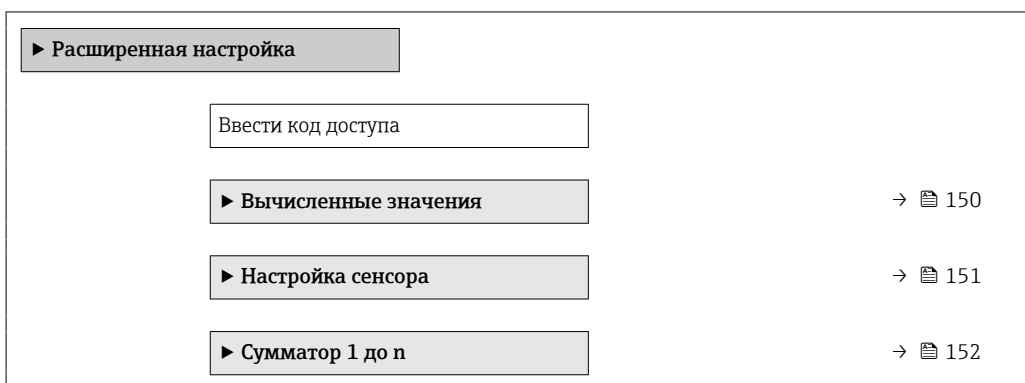 ▶ Расширенная настройка
Ввести код доступа
▶ Вычисленные значения → 150
▶ Настройка сенсора → 151
▶ Сумматор 1 до n → 152